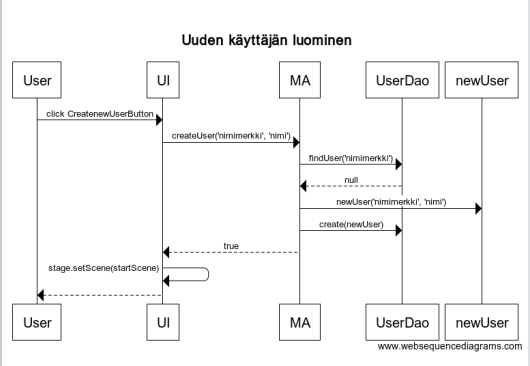 Uuden käyttäjän luominen
User UI MA UserDao newUser
click CreatenewUserButton
createUser('nimimerkki', 'nimi')
findUser('nimimerkki')
null
newUser('nimimerkki', 'nimi')
create(newUser)
true
stage.setScene(startScene)
User UI MA UserDao newUser
www.websequencediagrams.com